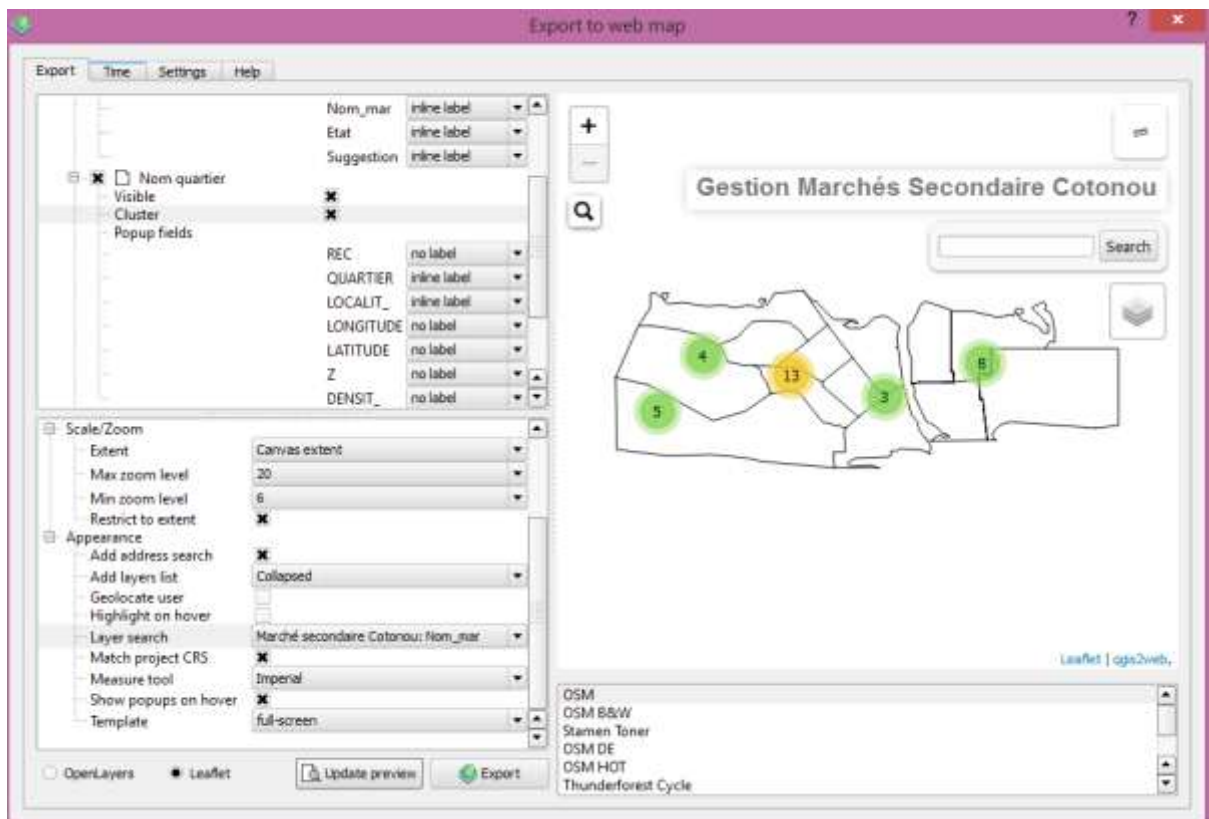 Export to web map
?
Export Time Settings Help
Nom_mar inline label
Etat inline label
Suggestion inline label
Nom quartier
Visible
Cluster
Popup fields
REC no label
QUARTIER inline label
LOCALIT_ inline label
LONGITUDE no label
LATITUDE no label
Z no label
DENSIT_ no label
Scale/Zoom
Extent Canvas extent
Max zoom level 20
Min zoom level 6
Restrict to extent
Appearance
Add address search
Add layers list Collapsed
Geolocate user
Highlight on hover
Layer search Marché secondaire Cotonou: Nom_mar
Match project CRS
Measure tool Imperial
Show popups on hover
Template full-screen
OpenLayers Leaflet Update preview Export
+
−
Gestion Marchés Secondaire Cotonou
Search
4
13
5
3
Leaflet | qgis2web,
OSM
OSM B&W
Stamen Toner
OSM DE
OSM HOT
Thunderforest Cycle